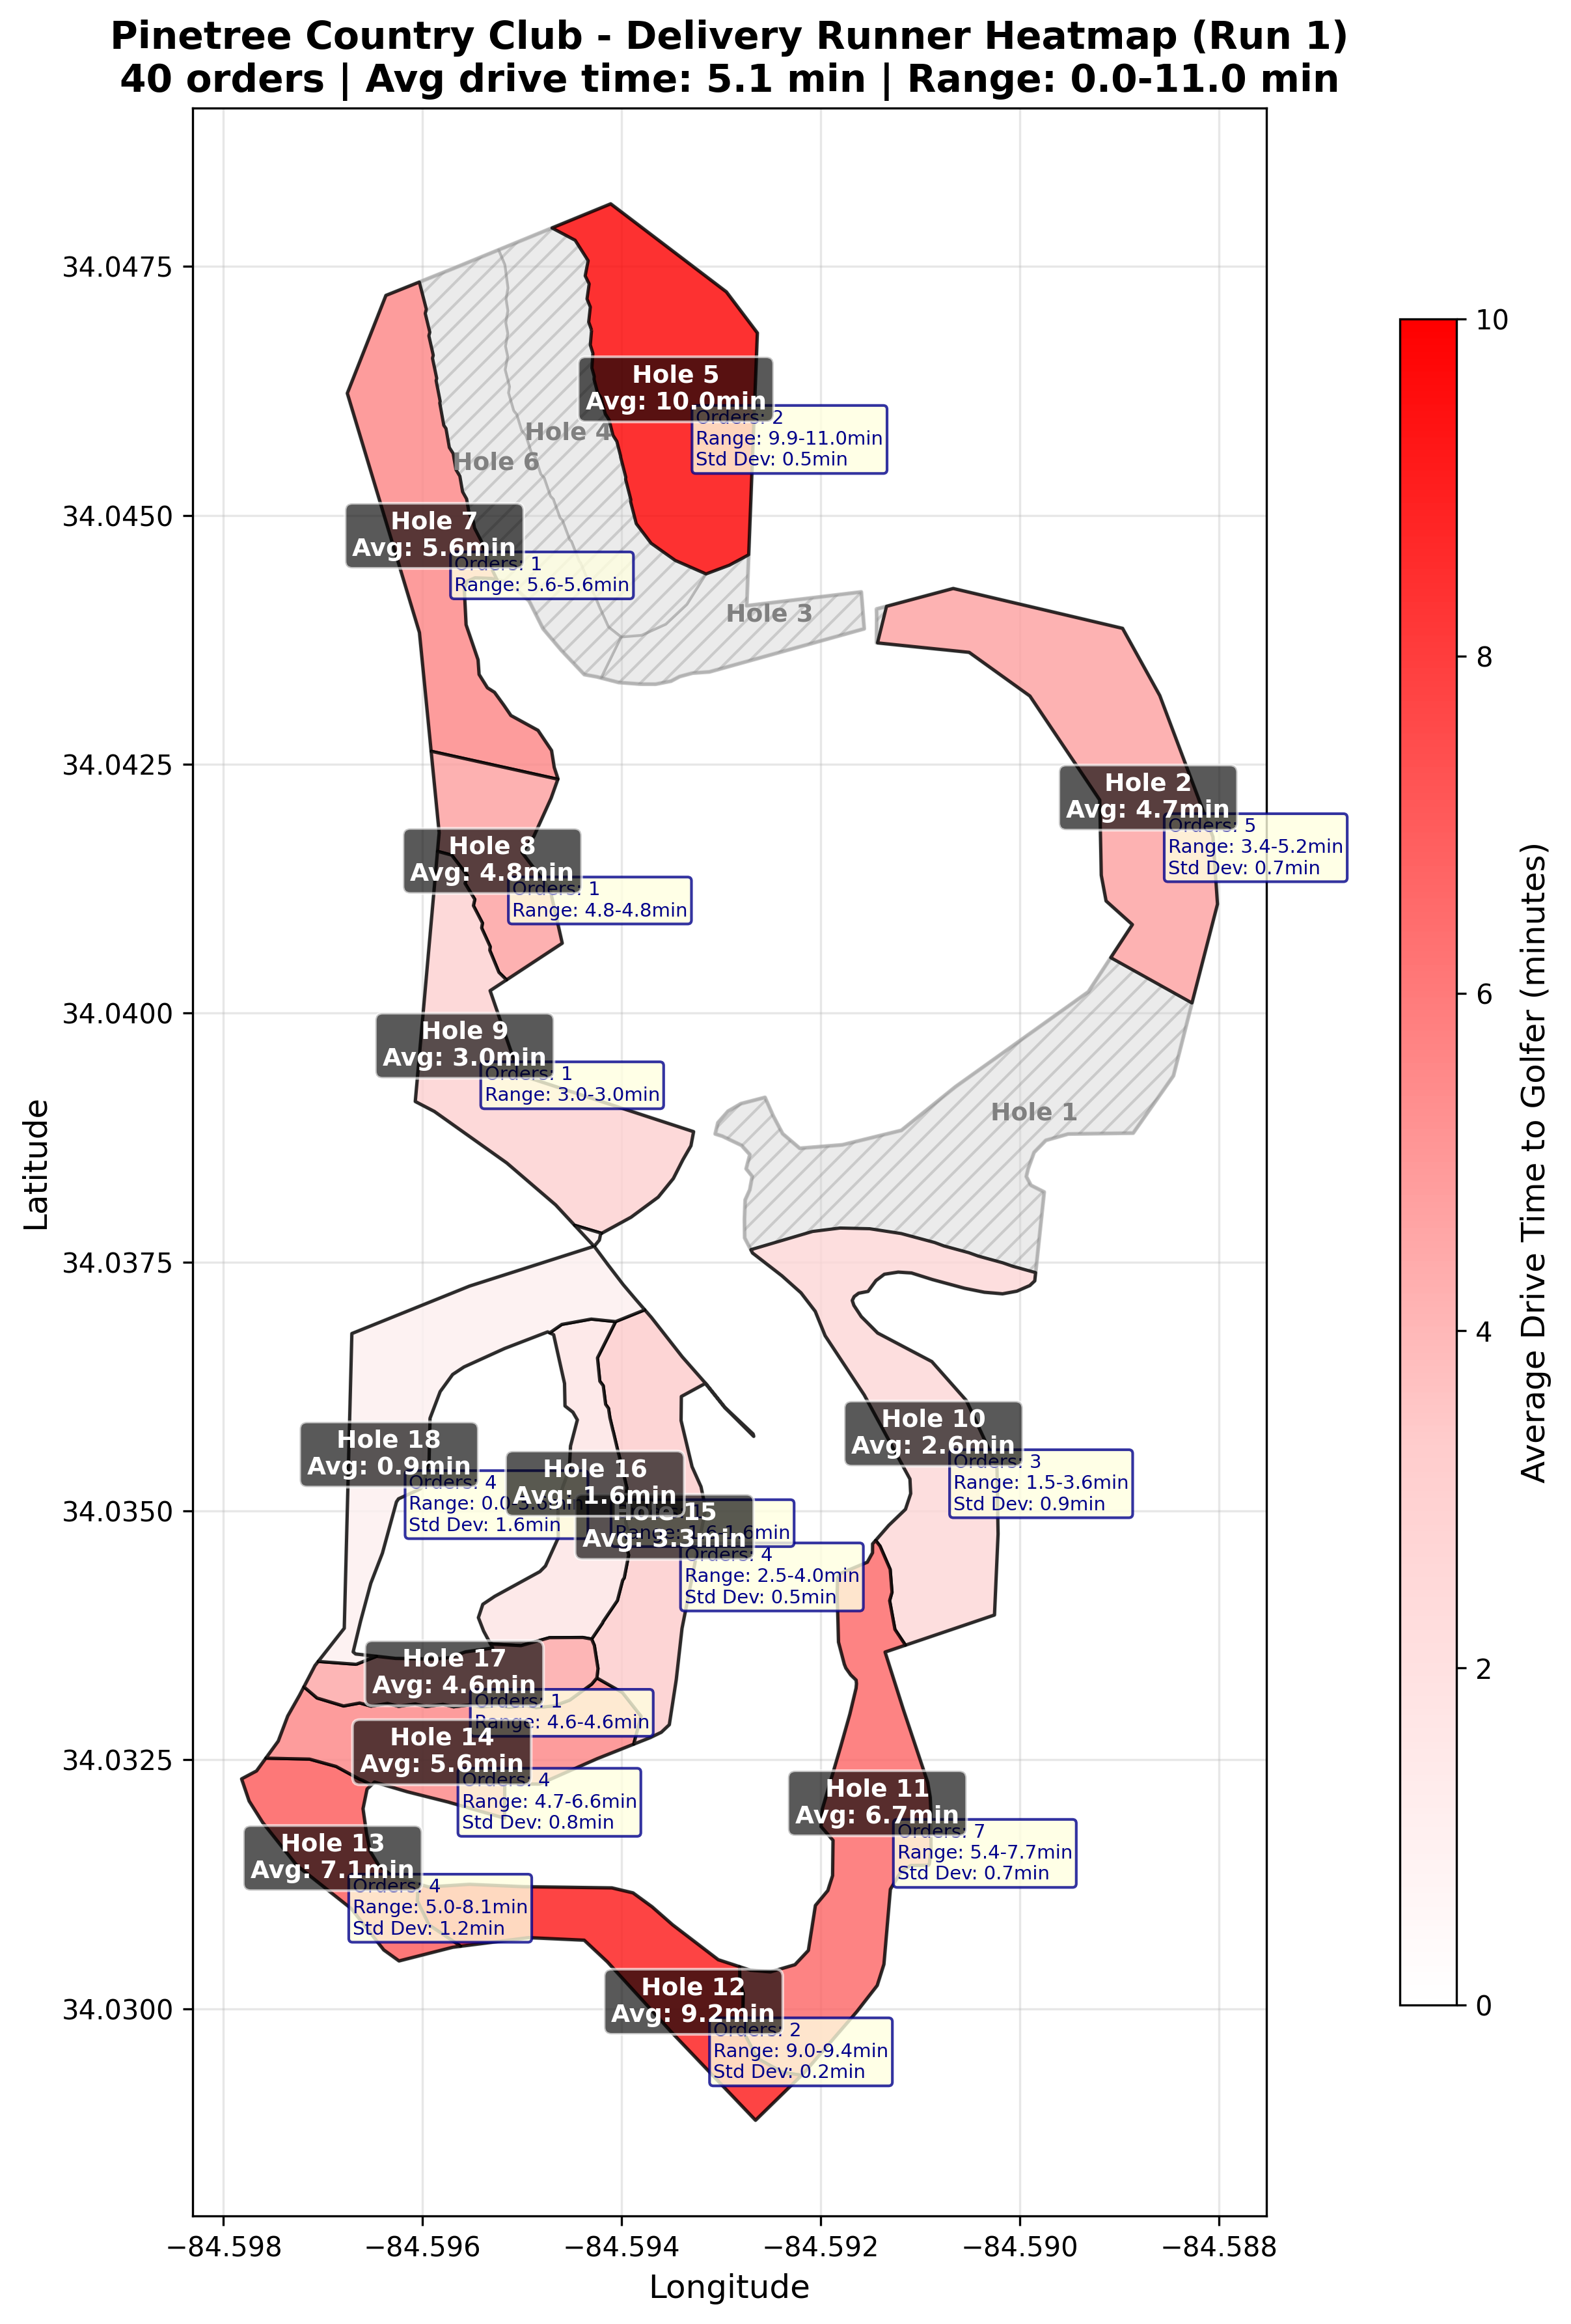 Pinetree Country Club - Delivery Runner Heatmap (Run 1)
40 orders | Avg drive time: 5.1 min | Range: 0.0-11.0 min
34.0475
34.0450
34.0425
34.0400
34.0375
34.0350
34.0325
34.0300
Latitude
−84.598
−84.596
−84.594
−84.592
−84.590
−84.588
Longitude
Hole 5
Avg: 10.0min
Orders: 2
Range: 9.9-11.0min
Std Dev: 0.5min
Hole 4
Hole 6
Hole 7
Avg: 5.6min
Orders: 1
Range: 5.6-5.6min
Hole 3
Hole 2
Avg: 4.7min
Orders: 5
Range: 3.4-5.2min
Std Dev: 0.7min
Hole 8
Avg: 4.8min
Orders: 1
Range: 4.8-4.8min
Hole 9
Avg: 3.0min
Orders: 1
Range: 3.0-3.0min
Hole 1
Hole 10
Avg: 2.6min
Orders: 3
Range: 1.5-3.6min
Std Dev: 0.9min
Hole 18
Avg: 0.9min
Orders: 4
Range:
Std Dev: 1.6min
Hole 16
Avg: 1.6min
Range: 1.6-1.6min
Hole 15
Avg: 3.3min
Orders: 4
Range: 2.5-4.0min
Std Dev: 0.5min
Hole 17
Avg: 4.6min
Orders: 1
Range: 4.6-4.6min
Hole 14
Avg: 5.6min
Orders: 4
Range: 4.7-6.6min
Std Dev: 0.8min
Hole 11
Avg: 6.7min
Orders: 7
Range: 5.4-7.7min
Std Dev: 0.7min
Hole 13
Avg: 7.1min
Orders: 4
Range: 5.0-8.1min
Std Dev: 1.2min
Hole 12
Avg: 9.2min
Orders: 2
Range: 9.0-9.4min
Std Dev: 0.2min
10
8
6
4
2
0
Average Drive Time to Golfer (minutes)